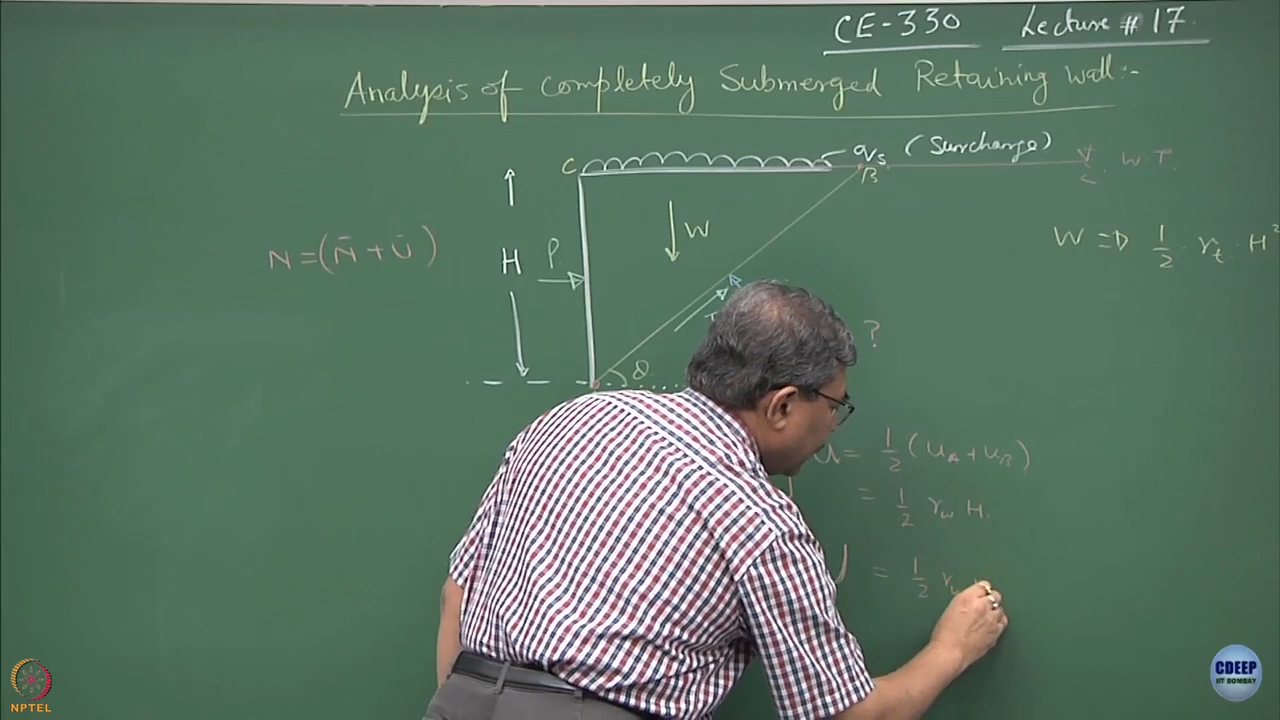 CE-330 Lecture # 17
Analysis of Completely Submerged Retaining Wall:-
C qs (Surcharge)
B W.T.
N = (N̄ + Ū)
H
P
W
W ⇒ 1/2 · γt · H²
θ
?
u = 1/2 (uA + uB)
= 1/2 γw H.
= 1/2 γw
NPTEL
CDEEP
IIT BOMBAY